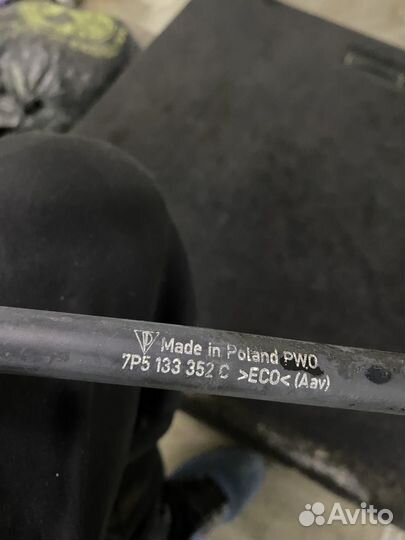 Made in Poland PWO
7P5 133 352 C >ECO< (Aav)
Avito